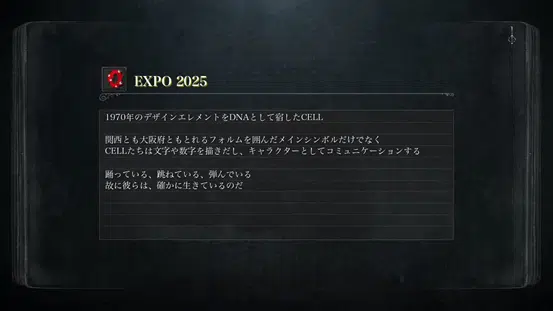 EXPO 2025
1970年のデザインエレメントをDNAとして宿したCELL
関西とも大阪府ともとれるフォルムを囲んだメインシンボルだけでなく
CELLたちは文字や数字を描きだし、キャラクターとしてコミュニケーションする
踊っている、跳ねている、弾んでいる
故に彼らは、確かに生きているのだ